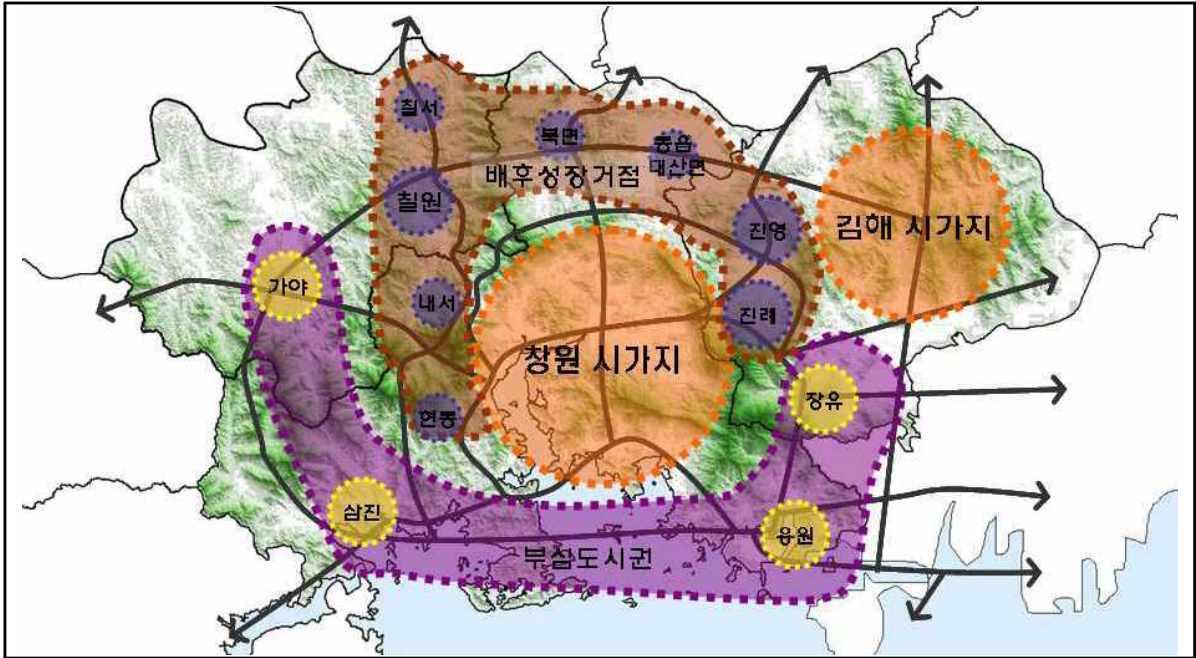 칠서
북면
동읍
대산면
배후성장거점
칠원
진영
김해 시가지
가야
내서
진례
창원 시가지
장유
현동
삼진
용원
부심도시권